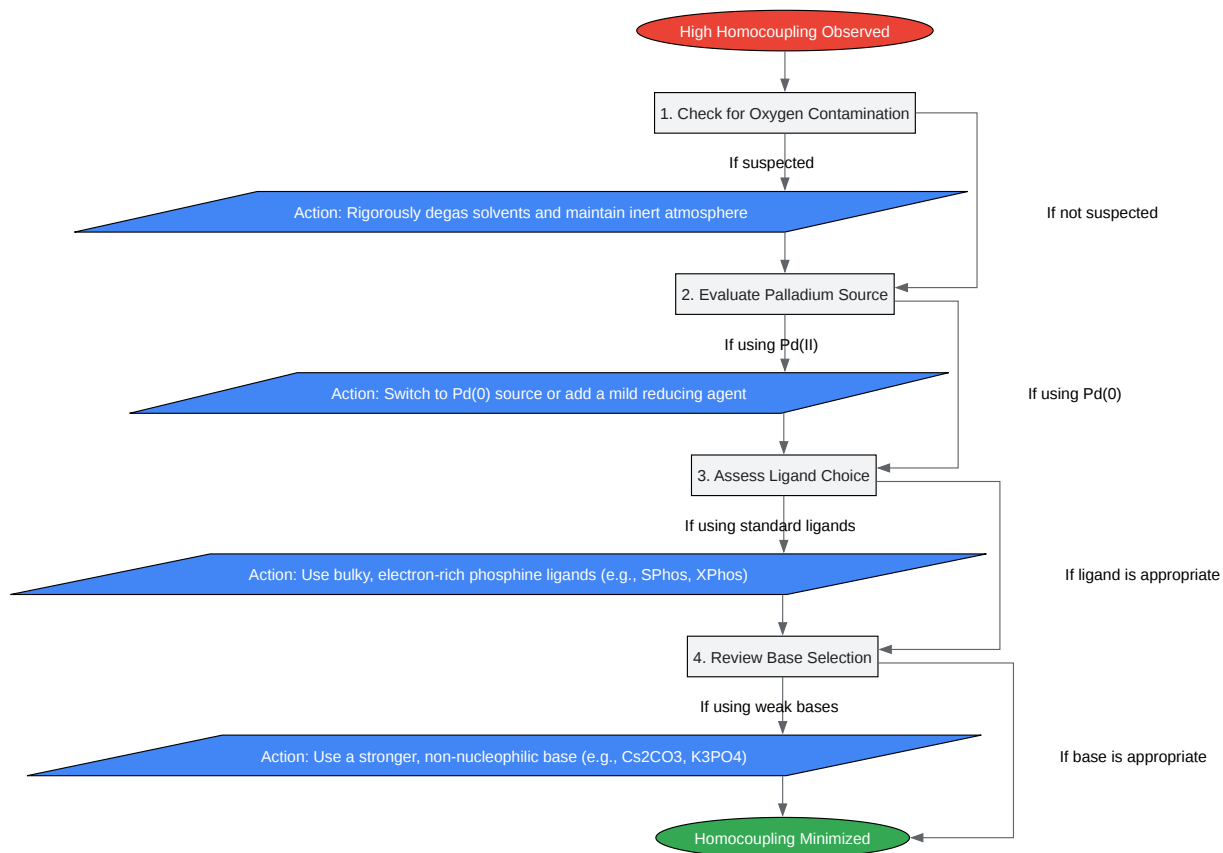 High Homocoupling Observed
1. Check for Oxygen Contamination
If suspected
Action: Rigorously degas solvents and maintain inert atmosphere
If not suspected
2. Evaluate Palladium Source
If using Pd(II)
Action: Switch to Pd(0) source or add a mild reducing agent
If using Pd(0)
3. Assess Ligand Choice
If using standard ligands
Action: Use bulky, electron-rich phosphine ligands (e.g., SPhos, XPhos)
If ligand is appropriate
4. Review Base Selection
If using weak bases
Action: Use a stronger, non-nucleophilic base (e.g., Cs2CO3, K3PO4)
If base is appropriate
Homocoupling Minimized